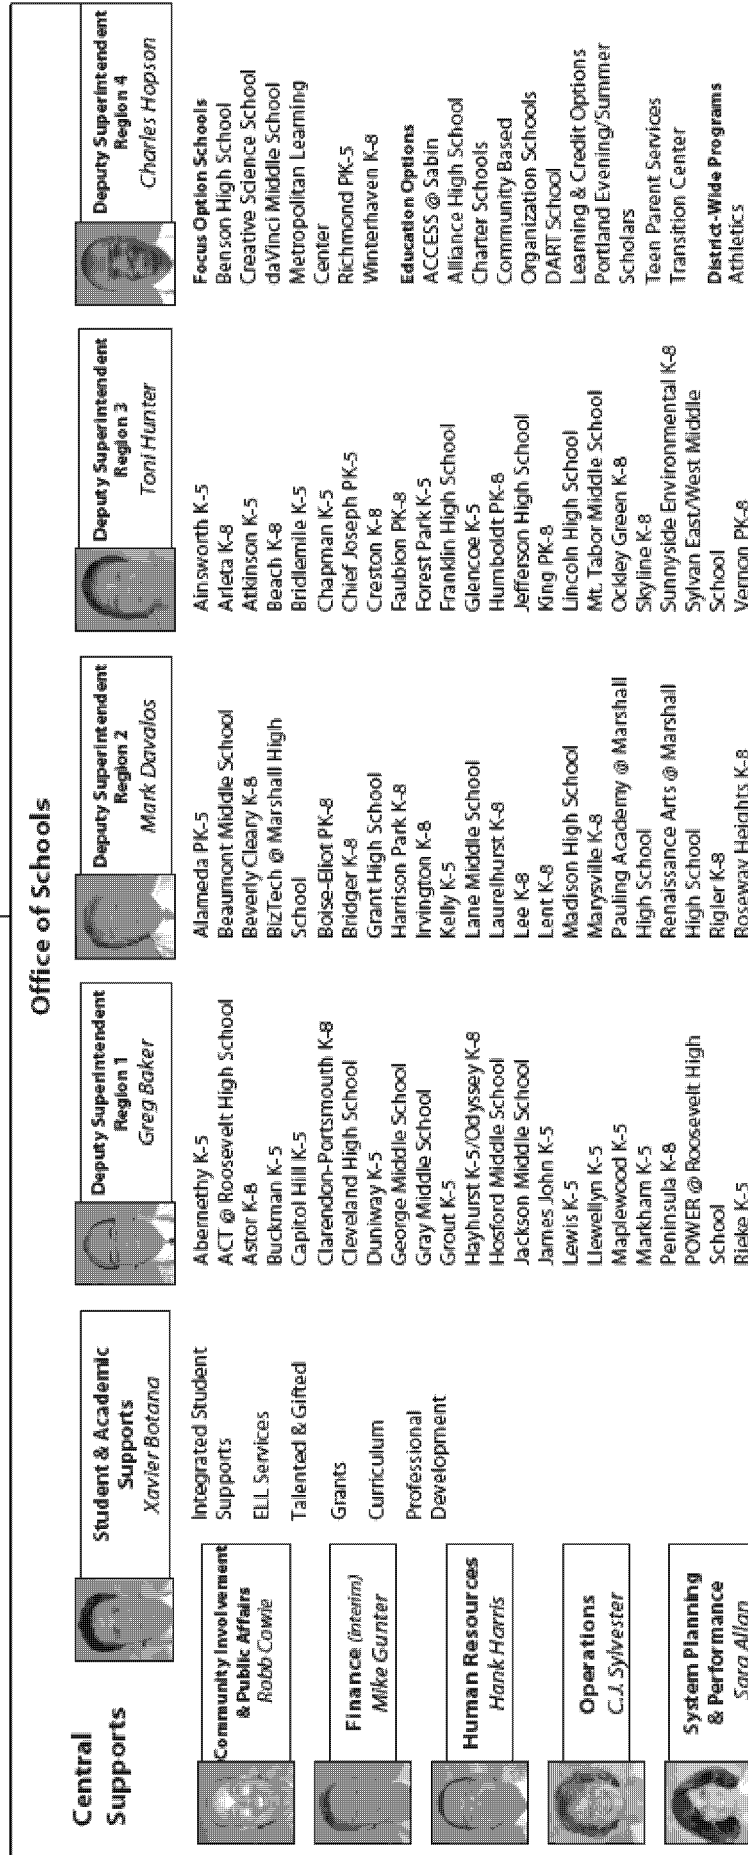 Office of Schools
Central
Supports
Student & Academic
Supports
Xavier Botana
Integrated Student
Supports
ELL Services
Talented & Gifted
Grants
Curriculum
Professional
Development
Community Involvement
& Public Affairs
Robb Cowie
Finance (interim)
Mike Gunter
Human Resources
Hank Harris
Operations
C.J. Sylvester
System Planning
& Performance
Sara Allan
Deputy Superintendent
Region 1
Greg Baker
Abernethy K-5
ACT @ Roosevelt High School
Astor K-8
Buckman K-5
Capitol Hill K-5
Clarendon-Portsmouth K-8
Cleveland High School
Duniway K-5
George Middle School
Gray Middle School
Grout K-5
Hayhurst K-5/Odyssey K-8
Hosford Middle School
Jackson Middle School
James John K-5
Lewis K-5
Llewellyn K-5
Maplewood K-5
Markham K-5
Peninsula K-8
POWER @ Roosevelt High
School
Rieke K-5
Deputy Superintendent
Region 2
Mark Davalos
Alameda PK-5
Beaumont Middle School
Beverly Cleary K-8
BizTech @ Marshall High
School
Boise-Eliot PK-8
Bridger K-8
Grant High School
Harrison Park K-8
Irvington K-8
Kelly K-5
Lane Middle School
Laurelhurst K-8
Lee K-8
Lent K-8
Madison High School
Marysville K-8
Pauling Academy @ Marshall
High School
Renaissance Arts @ Marshall
High School
Rigler K-8
Roseway Heights K-8
Deputy Superintendent
Region 3
Toni Hunter
Ainsworth K-5
Arleta K-8
Atkinson K-5
Beach K-8
Bridlemile K-5
Chapman K-5
Chief Joseph PK-5
Creston K-8
Faubion PK-8
Forest Park K-5
Franklin High School
Glencoe K-5
Humboldt PK-8
Jefferson High School
King PK-8
Lincoln High School
Mt. Tabor Middle School
Ockley Green K-8
Skyline K-8
Sunnyside Environmental K-8
Sylvan East/West Middle
School
Vernon PK-8
Deputy Superintendent
Region 4
Charles Hopson
Focus Option Schools
Benson High School
Creative Science School
daVinci Middle School
Metropolitan Learning
Center
Richmond PK-5
Winterhaven K-8
Education Options
ACCESS @ Sabin
Alliance High School
Charter Schools
Community Based
Organization Schools
DART School
Learning & Credit Options
Portland Evening/Summer
Scholars
Teen Parent Services
Transition Center
District-Wide Programs
Athletics